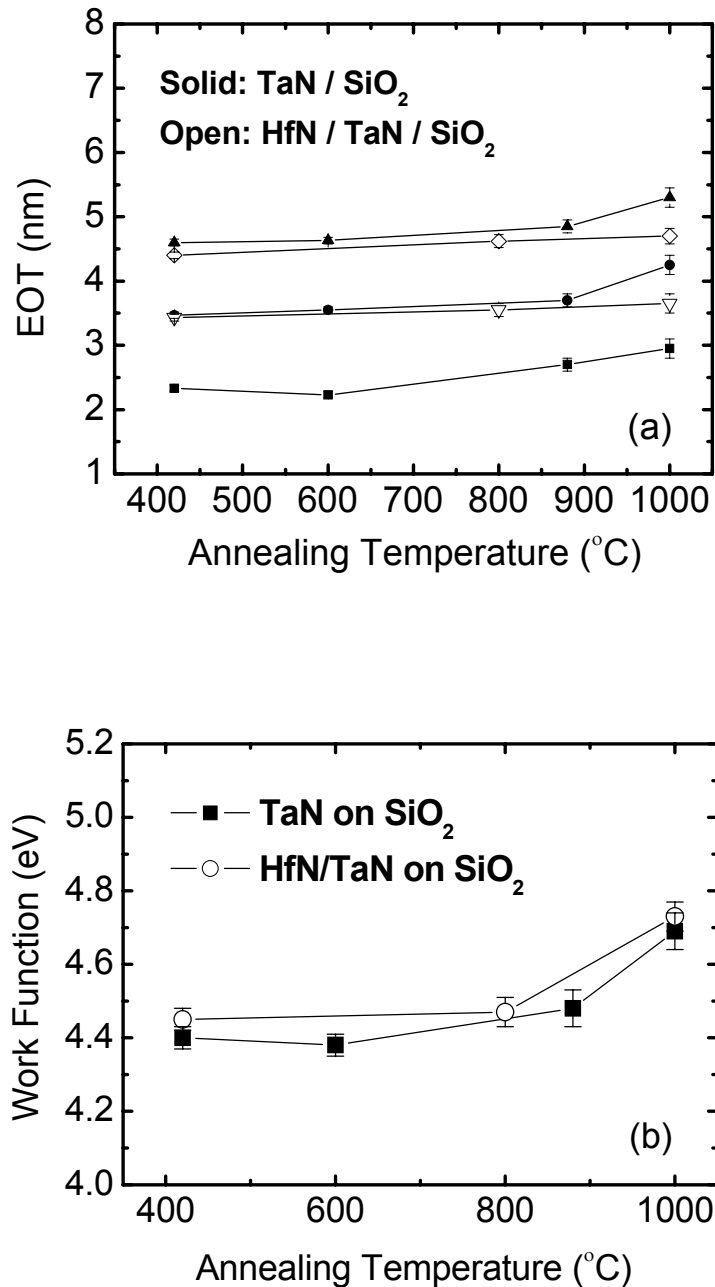 8
7
6
5
4
3
2
1
EOT (nm)
Solid: TaN / SiO₂
Open: HfN / TaN / SiO₂
(a)
400 500 600 700 800 900 1000
Annealing Temperature (°C)
5.2
5.0
4.8
4.6
4.4
4.2
4.0
Work Function (eV)
TaN on SiO₂
HfN/TaN on SiO₂
(b)
400 600 800 1000
Annealing Temperature (°C)